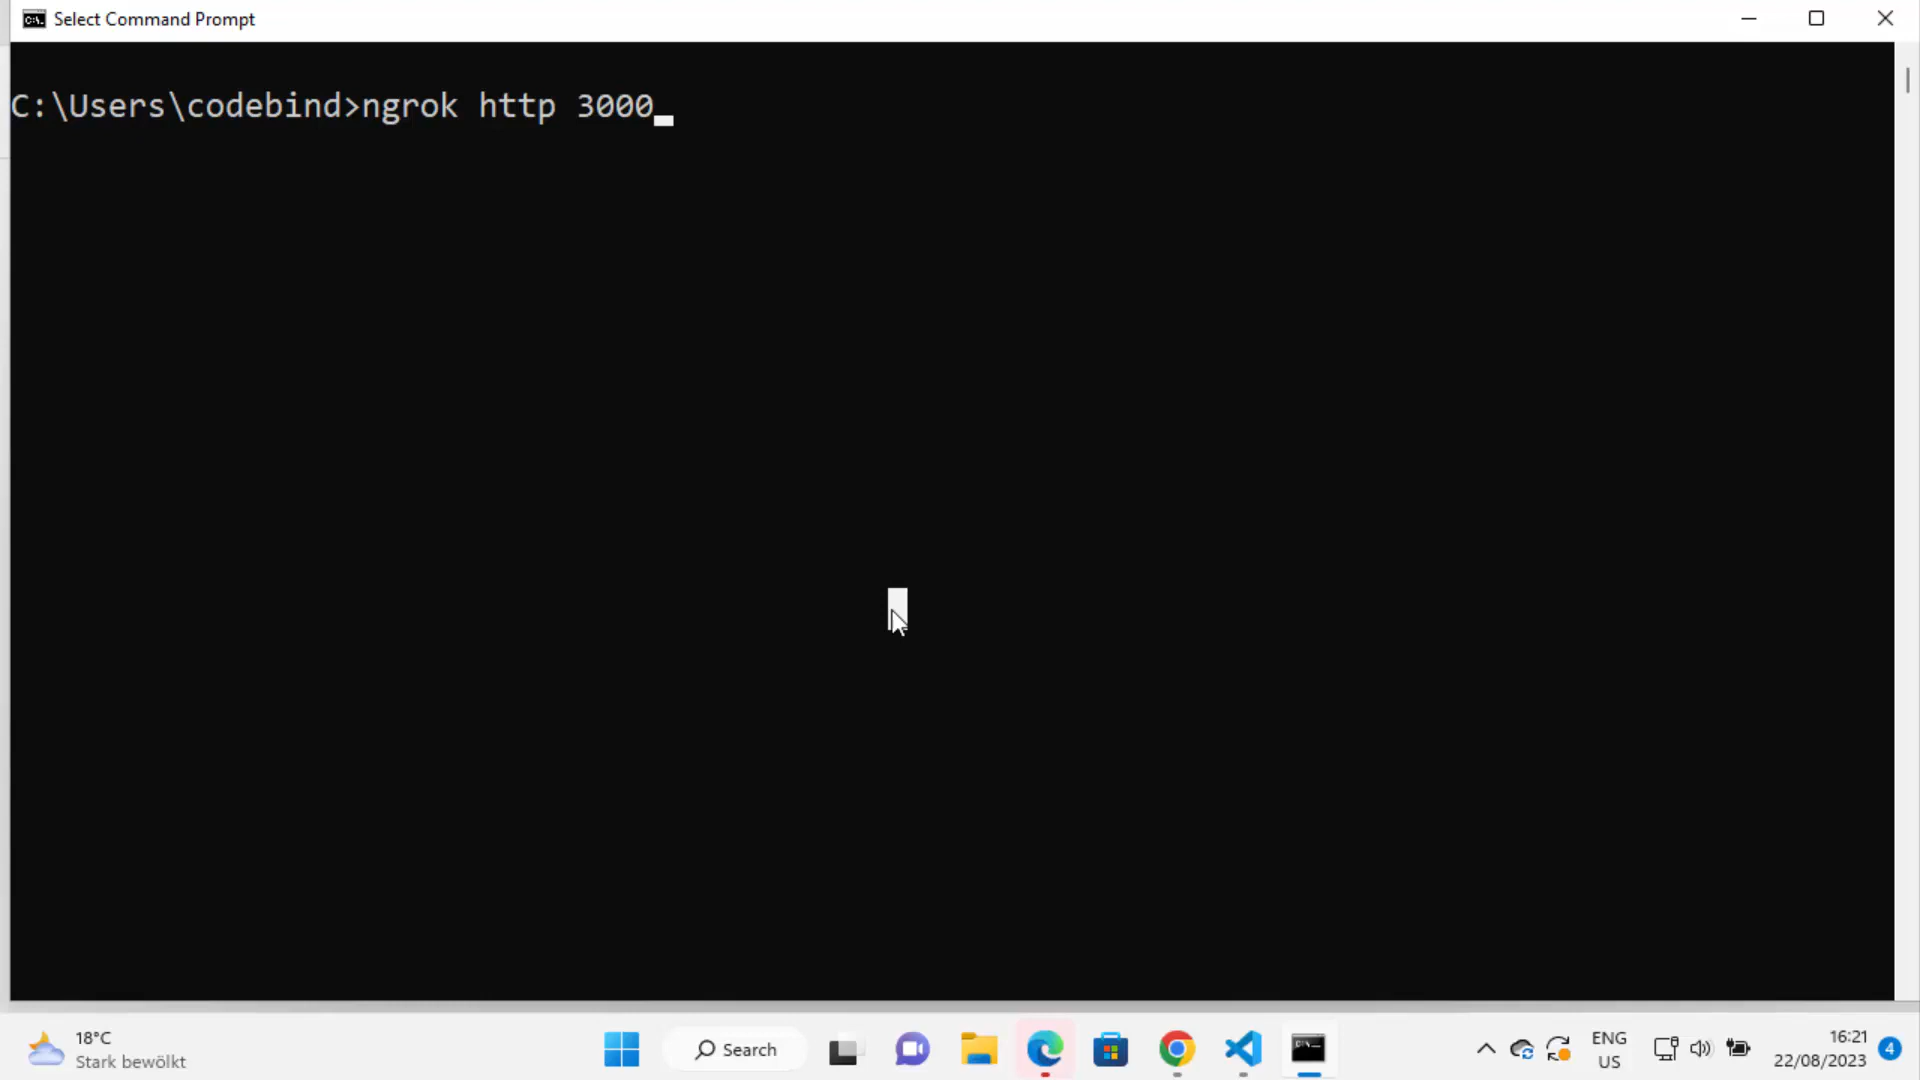 Select Command Prompt
C:\Users\codebind>ngrok http 3000
18°C
Stark bewölkt
Search
ENG
US
16:21
22/08/2023
4